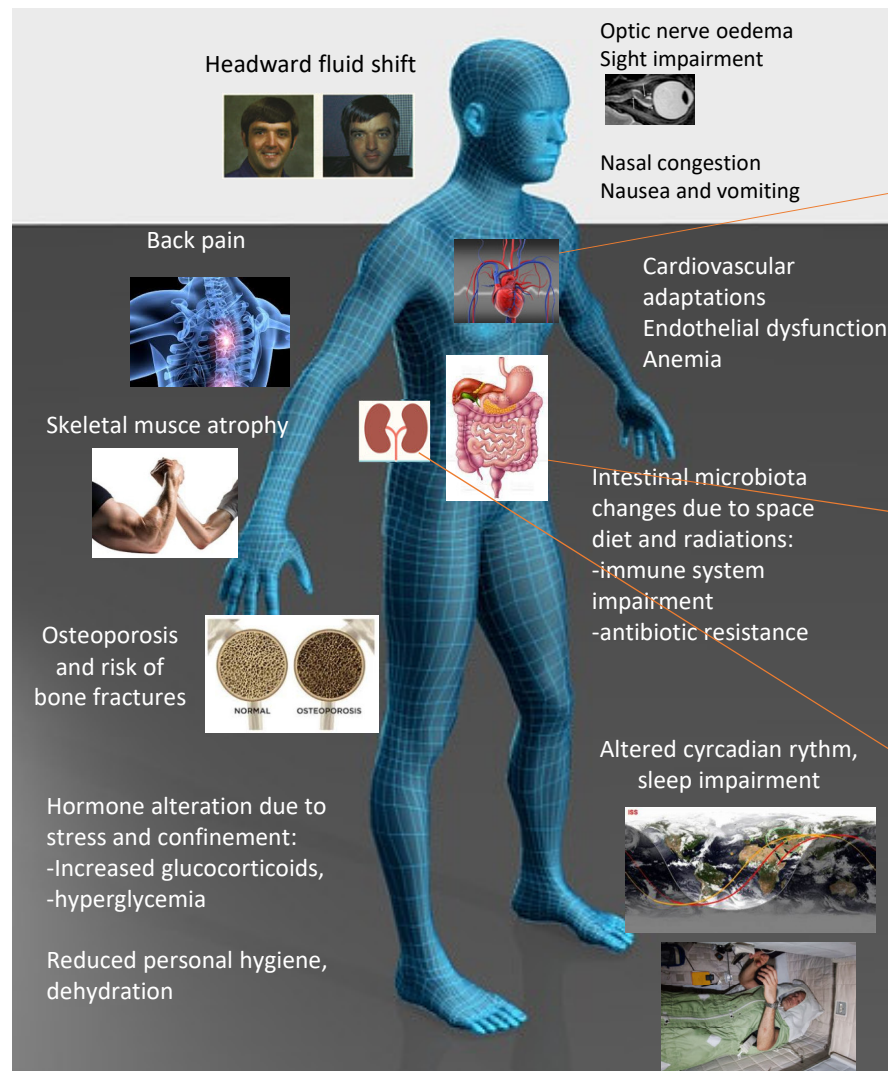 Headward fluid shift
Optic nerve oedema
Sight impairment
Nasal congestion
Nausea and vomiting
Back pain
Cardiovascular
adaptations
Endothelial dysfunction
Anemia
Skeletal musce atrophy
Intestinal microbiota
changes due to space
diet and radiations:
-immune system
impairment
-antibiotic resistance
Osteoporosis
and risk of
bone fractures
NORMAL
OSTEOPOROSIS
Altered cyrcadian rythm,
sleep impairment
ISS
Hormone alteration due to
stress and confinement:
-Increased glucocorticoids,
-hyperglycemia
Reduced personal hygiene,
dehydration